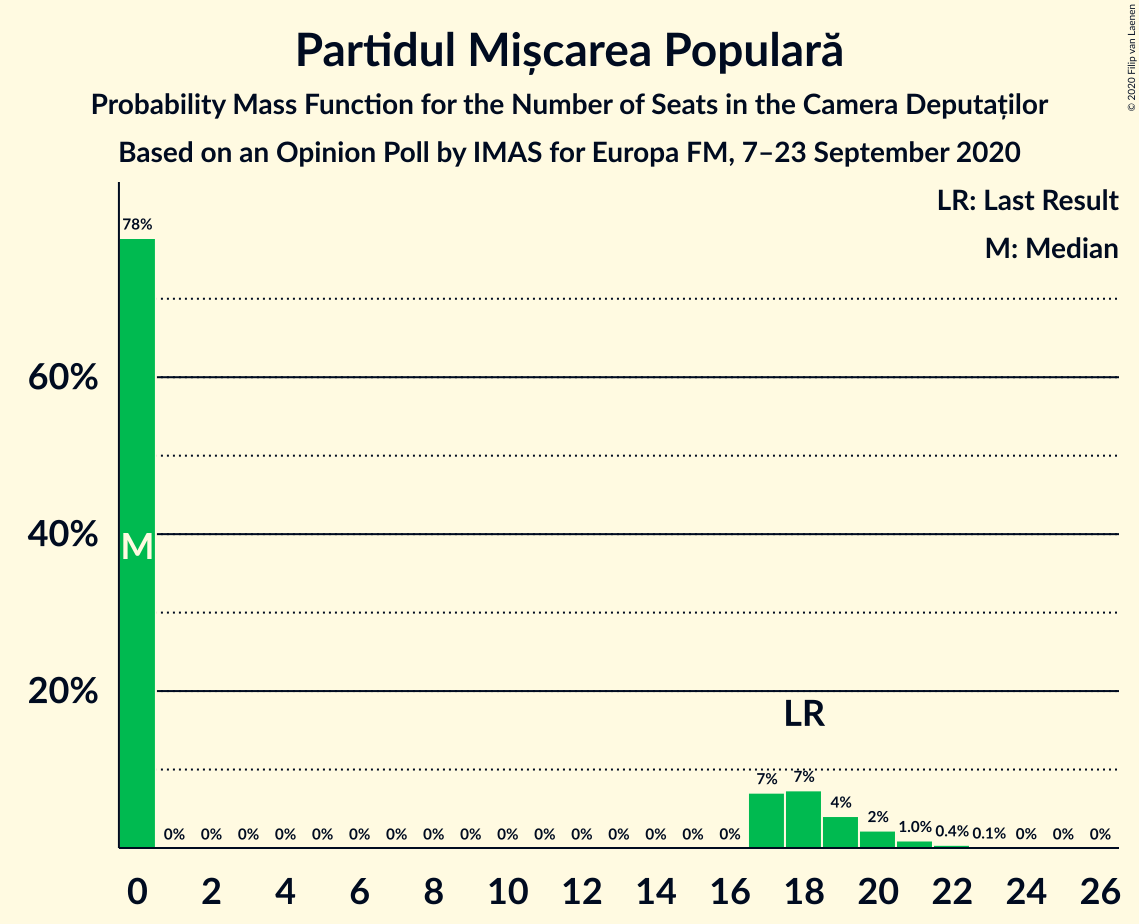 Partidul Mișcarea Populară
Probability Mass Function for the Number of Seats in the Camera Deputaților
Based on an Opinion Poll by IMAS for Europa FM, 7–23 September 2020
© 2020 Filip van Laenen
LR: Last Result
M: Median
78%
60%
40%
M
20%
LR
0% 0% 0% 0% 0% 0% 0% 0% 0% 0% 0% 0% 0% 0% 0% 0% 7% 7% 4% 2% 1.0% 0.4% 0.1% 0% 0% 0%
0 2 4 6 8 10 12 14 16 18 20 22 24 26